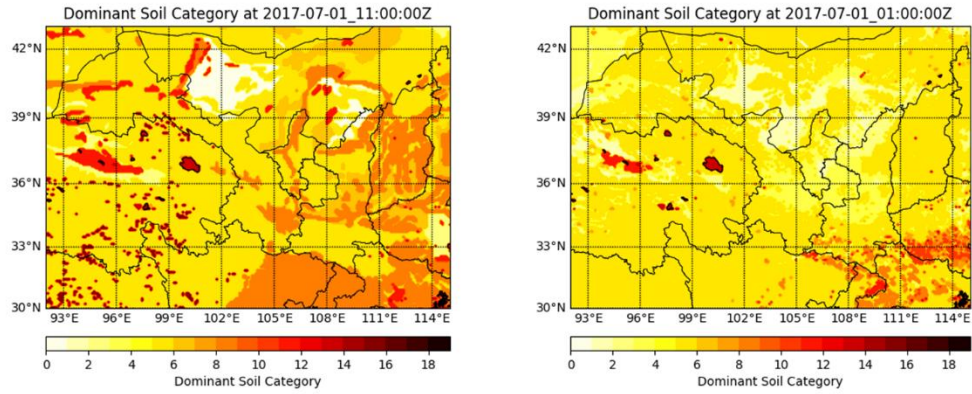 Dominant Soil Category at 2017-07-01_11:00:00Z
42°N
39°N
36°N
33°N
30°N
93°E 96°E 99°E 102°E 105°E 108°E 111°E 114°E
0 2 4 6 8 10 12 14 16 18
Dominant Soil Category
Dominant Soil Category at 2017-07-01_01:00:00Z
42°N
39°N
36°N
33°N
30°N
93°E 96°E 99°E 102°E 105°E 108°E 111°E 114°E
0 2 4 6 8 10 12 14 16 18
Dominant Soil Category